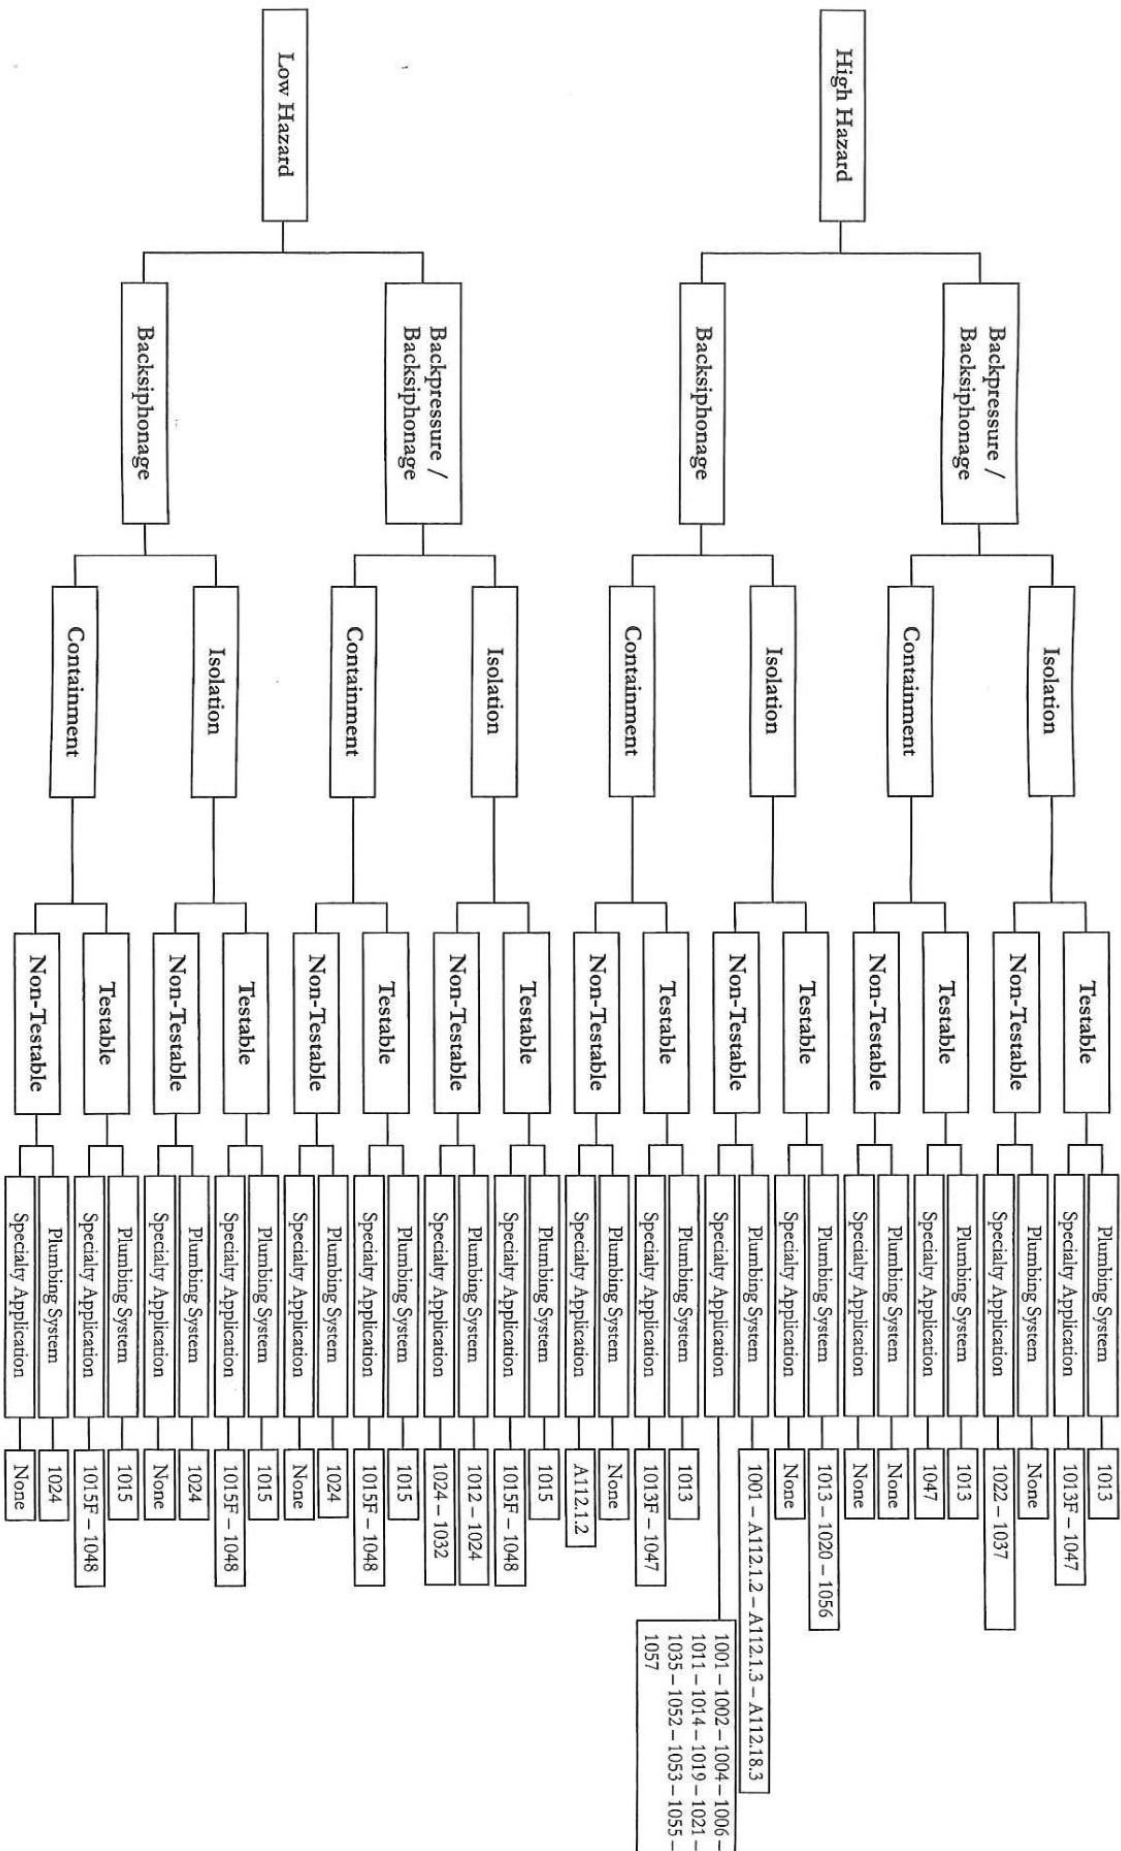 High Hazard
Backpressure /
Backsiphonage
Isolation
Testable
Plumbing System
1013
Specialty Application
1013F – 1047
Non-Testable
Plumbing System
None
Specialty Application
1022 – 1037
Containment
Testable
Plumbing System
1013
Specialty Application
1047
Non-Testable
Plumbing System
None
Specialty Application
None
Backsiphonage
Isolation
Testable
Plumbing System
1013 – 1020 – 1056
Specialty Application
None
Non-Testable
Plumbing System
1001 – A112.1.2 – A112.1.3 – A112.18.3
Specialty Application
1001 – 1002 – 1004 – 1006 –
1011 – 1014 – 1019 – 1021 –
1035 – 1052 – 1053 – 1055 –
1057
Containment
Testable
Plumbing System
1013
Specialty Application
1013F – 1047
Non-Testable
Plumbing System
None
Specialty Application
A112.1.2
Low Hazard
Backpressure /
Backsiphonage
Isolation
Testable
Plumbing System
1015
Specialty Application
1015F – 1048
Non-Testable
Plumbing System
1012 – 1024
Specialty Application
1024 – 1032
Containment
Testable
Plumbing System
1015
Specialty Application
1015F – 1048
Non-Testable
Plumbing System
1024
Specialty Application
None
Backsiphonage
Isolation
Testable
Plumbing System
1015
Specialty Application
1015F – 1048
Non-Testable
Plumbing System
1024
Specialty Application
None
Containment
Testable
Plumbing System
1015
Specialty Application
1015F – 1048
Non-Testable
Plumbing System
1024
Specialty Application
None